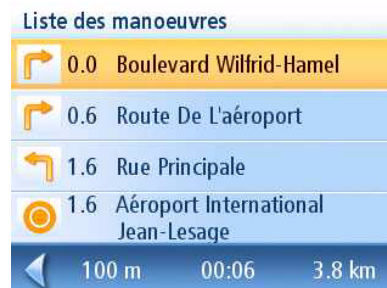 Liste des manoeuvres
0.0 Boulevard Wilfrid-Hamel
0.6 Route De L'aéroport
1.6 Rue Principale
1.6 Aéroport International
Jean-Lesage
100 m 00:06 3.8 km